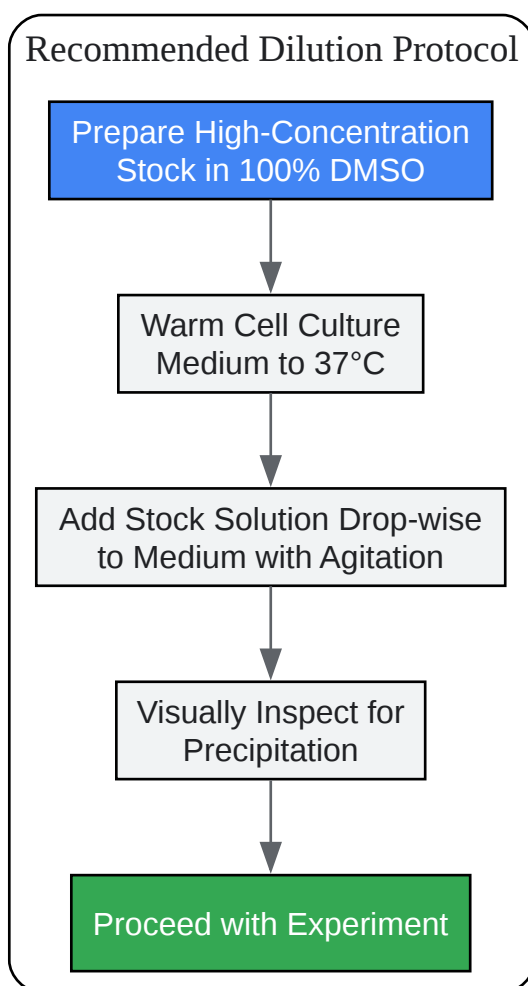 Recommended Dilution Protocol
Prepare High-Concentration
Stock in 100% DMSO
Warm Cell Culture
Medium to 37°C
Add Stock Solution Drop-wise
to Medium with Agitation
Visually Inspect for
Precipitation
Proceed with Experiment